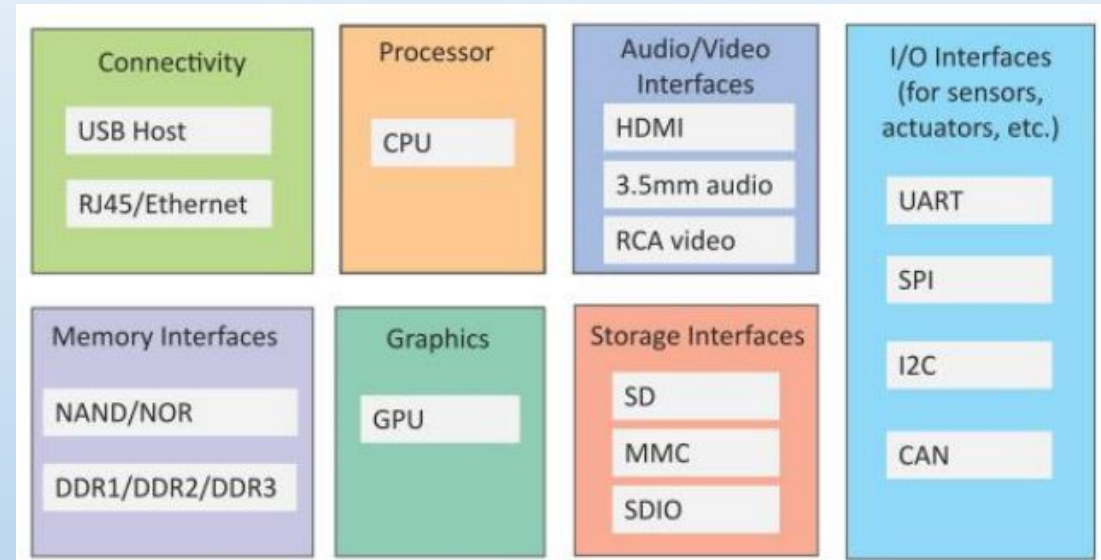 Connectivity
USB Host
RJ45/Ethernet
Processor
CPU
Audio/Video
Interfaces
HDMI
3.5mm audio
RCA video
I/O Interfaces
(for sensors,
actuators, etc.)
UART
SPI
I2C
CAN
Memory Interfaces
NAND/NOR
DDR1/DDR2/DDR3
Graphics
GPU
Storage Interfaces
SD
MMC
SDIO